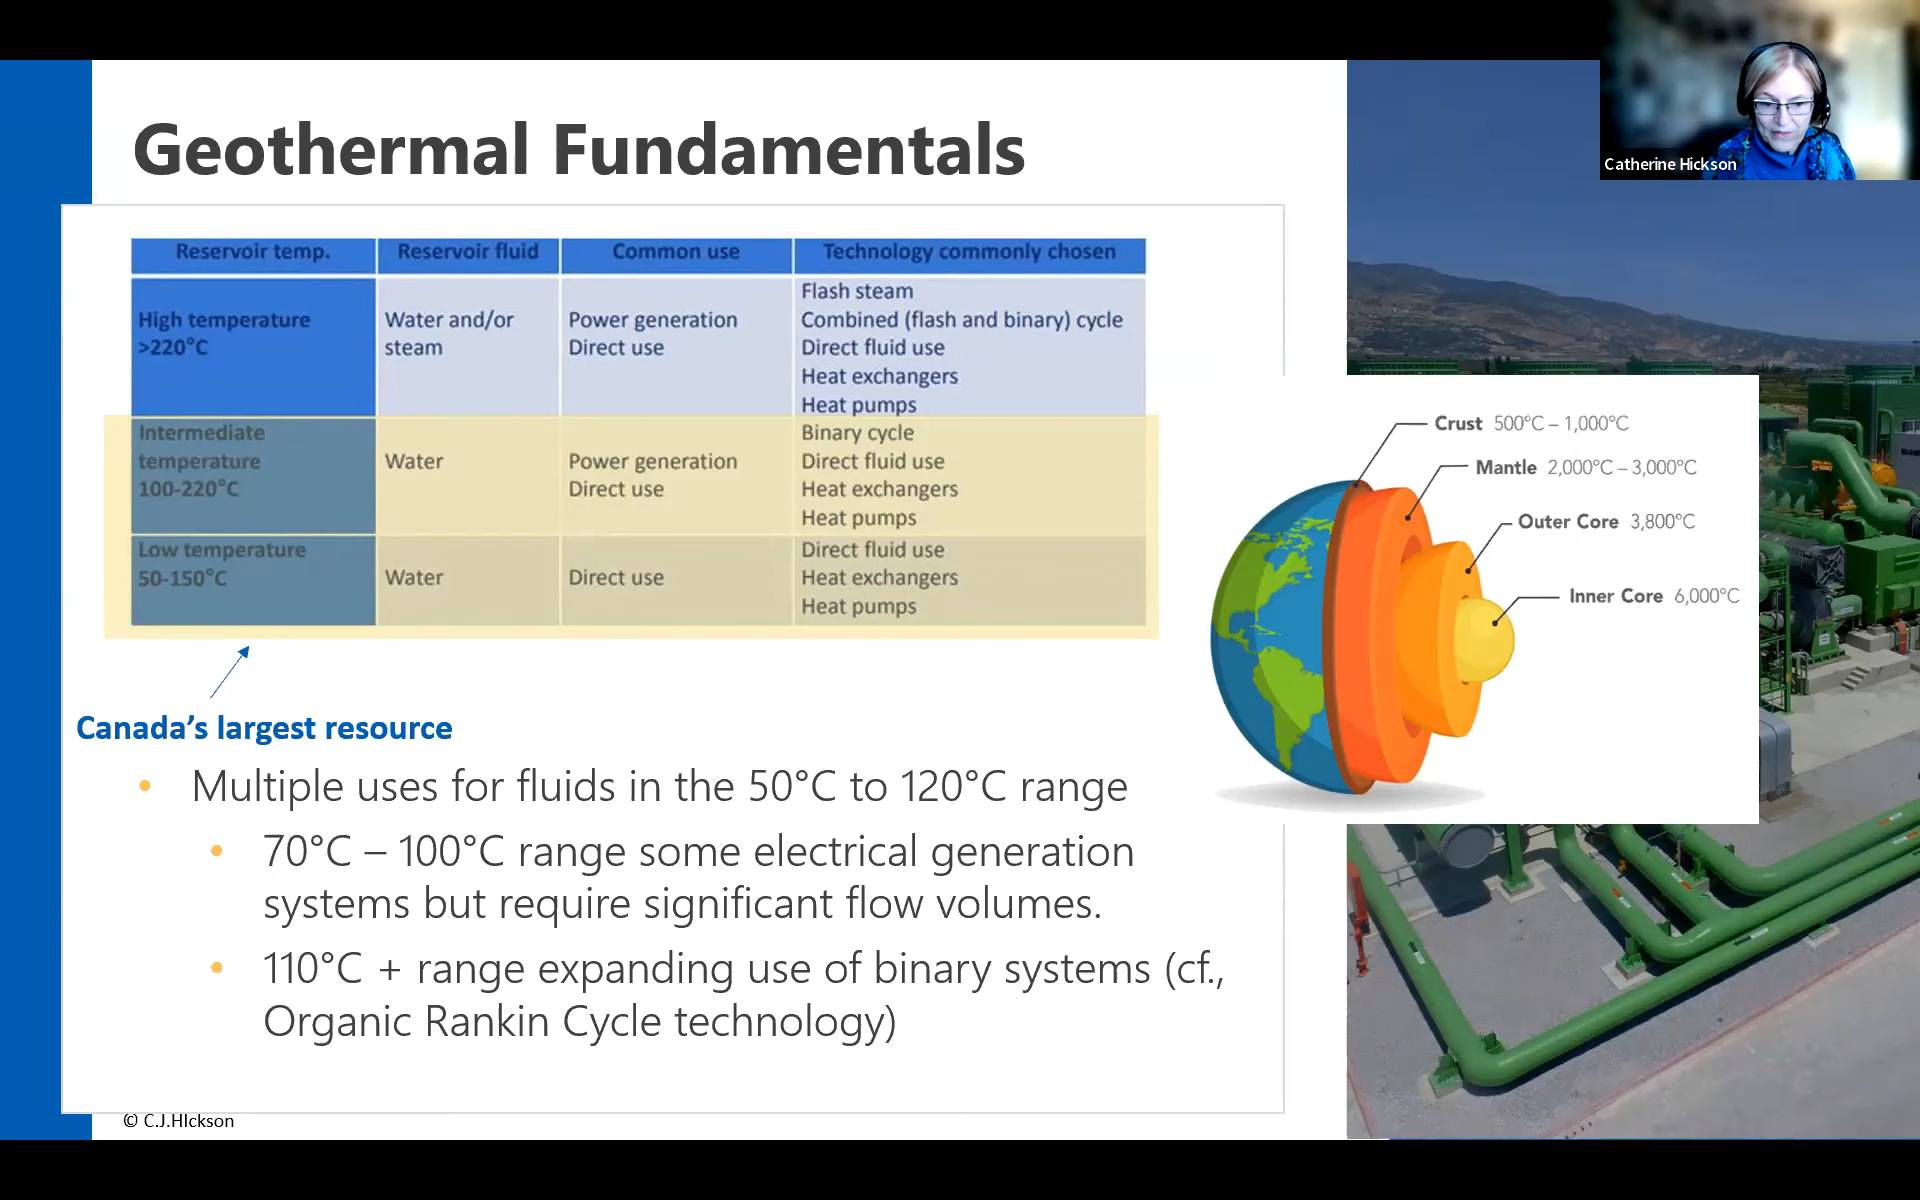 Catherine Hickson
Geothermal Fundamentals
Reservoir temp. Reservoir fluid Common use Technology commonly chosen
High temperature
>220°C
Water and/or
steam
Power generation
Direct use
Flash steam
Combined (flash and binary) cycle
Direct fluid use
Heat exchangers
Heat pumps
Intermediate
temperature
100-220°C
Water
Power generation
Direct use
Binary cycle
Direct fluid use
Heat exchangers
Heat pumps
Low temperature
50-150°C
Water
Direct use
Direct fluid use
Heat exchangers
Heat pumps
Crust 500°C – 1,000°C
Mantle 2,000°C – 3,000°C
Outer Core 3,800°C
Inner Core 6,000°C
Canada’s largest resource
• Multiple uses for fluids in the 50°C to 120°C range
• 70°C – 100°C range some electrical generation
systems but require significant flow volumes.
• 110°C + range expanding use of binary systems (cf.,
Organic Rankin Cycle technology)
© C.J.HIckson